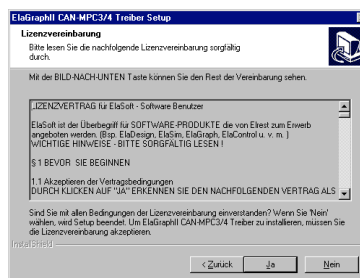 ElaGraphII CAN-MPC3/4 Treiber Setup
Lizenzvereinbarung
Bitte lesen Sie die nachfolgende Lizenzvereinbarung sorgfältig
durch.
Mit der BILD-NACH-UNTEN Taste können Sie den Rest der Vereinbarung sehen.
LIZENZVERTRAG für ElaSoft - Software Benutzer
ElaSoft ist der Überbegriff für SOFTWARE-PRODUKTE die von Elrest zum Erwerb
angeboten werden. (Bsp. ElaDesign, ElaSim, ElaGraph, ElaControl u. v. m. )
WICHTIGE HINWEISE - BITTE SORGFÄLTIG LESEN !
§ 1 BEVOR SIE BEGINNEN
1.1 Akzeptieren der Vertragsbedingungen
DURCH KLICKEN AUF "JA" ERKENNEN SIE DEN NACHFOLGENDEN VERTRAG ALS
Sind Sie mit allen Bedingungen der Lizenzvereinbarung einverstanden? Wenn Sie 'Nein'
wählen, wird Setup beendet. Um ElaGraphII CAN-MPC3/4 Treiber zu installieren, müssen Sie
die Lizenzvereinbarung akzeptieren.
InstallShield
< Zurück
Ja
Nein